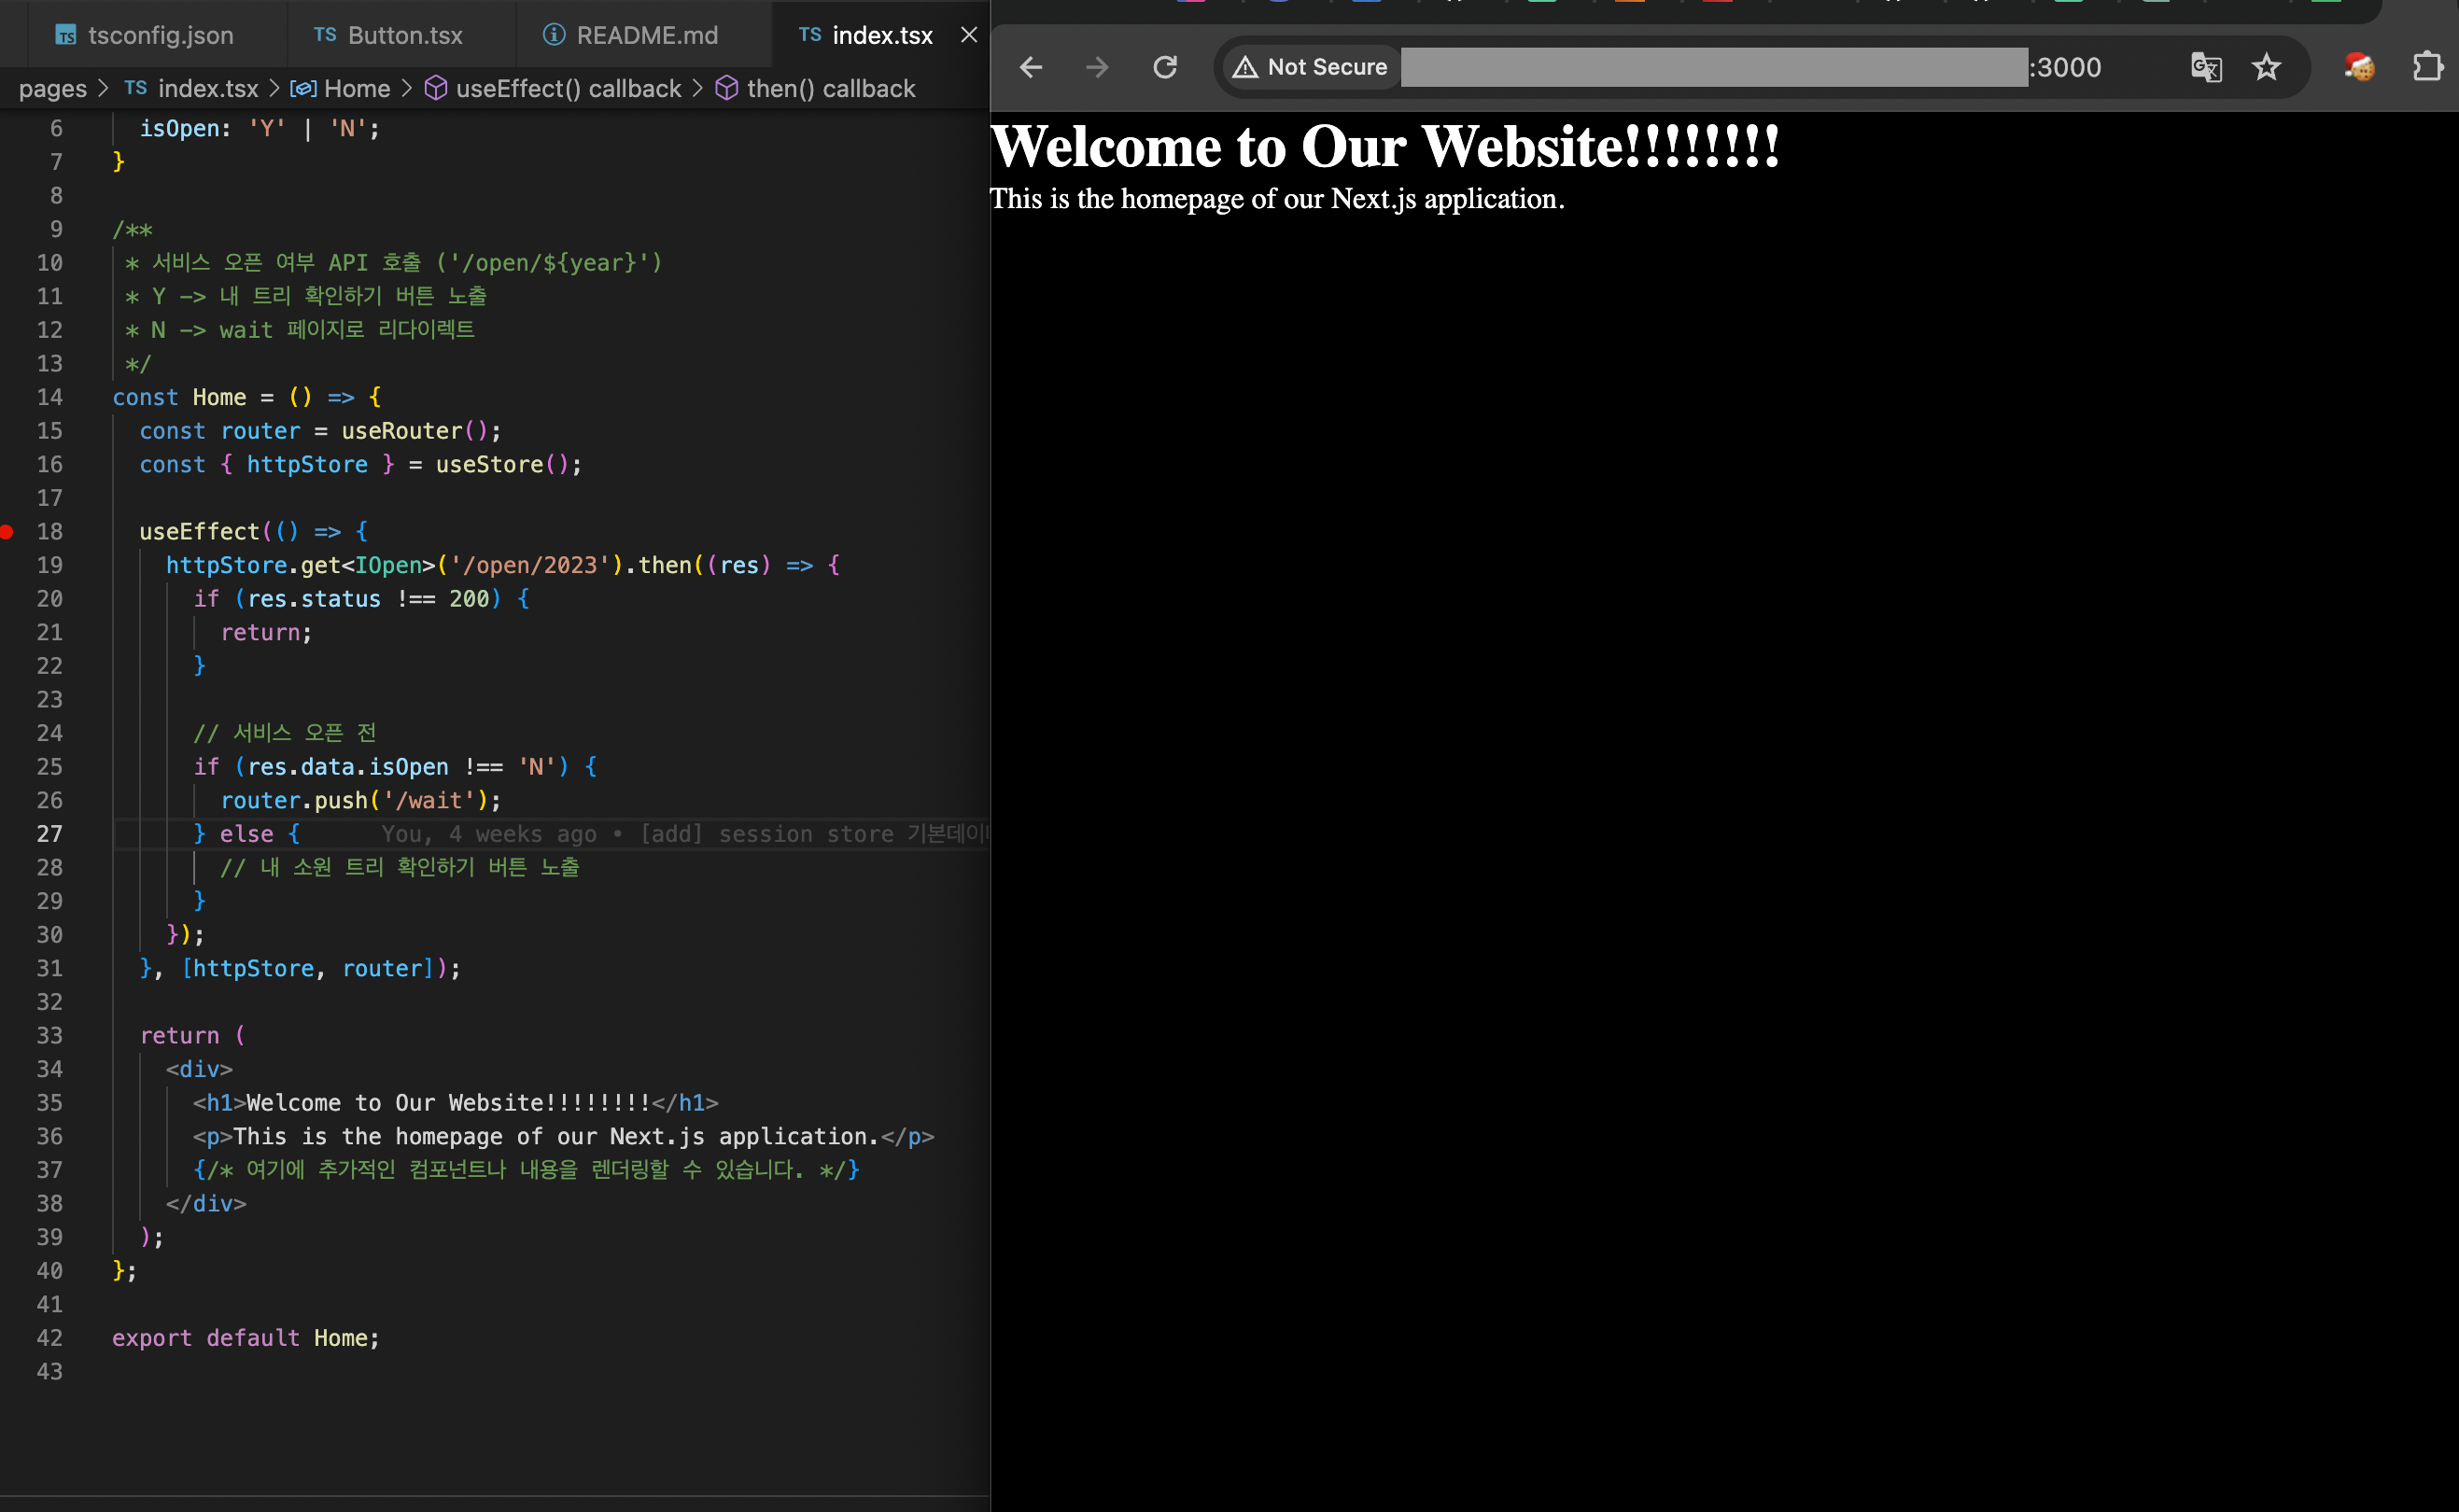 tsconfig.json
TS Button.tsx
README.md
TS index.tsx
pages > TS index.tsx > Home > useEffect() callback > then() callback
6 isOpen: 'Y' | 'N';
7 }
8
9 /**
10 * 서비스 오픈 여부 API 호출 ('/open/${year}')
11 * Y -> 내 트리 확인하기 버튼 노출
12 * N -> wait 페이지로 리다이렉트
13 */
14 const Home = () => {
15 const router = useRouter();
16 const { httpStore } = useStore();
17
18 useEffect(() => {
19 httpStore.get<IOpen>('/open/2023').then((res) => {
20 if (res.status !== 200) {
21 return;
22 }
23
24 // 서비스 오픈 전
25 if (res.data.isOpen !== 'N') {
26 router.push('/wait');
27 } else { You, 4 weeks ago • [add] session store
28 // 내 소원 트리 확인하기 버튼 노출
29 }
30 });
31 }, [httpStore, router]);
32
33 return (
34 <div>
35 <h1>Welcome to Our Website!!!!!!!!</h1>
36 <p>This is the homepage of our Next.js application.</p>
37 {/* 여기에 추가적인 컴포넌트나 내용을 렌더링할 수 있습니다. */}
38 </div>
39 );
40 };
41
42 export default Home;
43
Not Secure :3000
Welcome to Our Website!!!!!!!!
This is the homepage of our Next.js application.